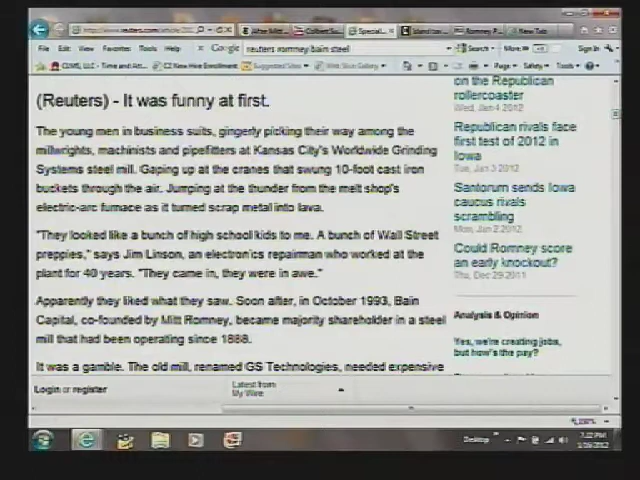 File Edit View Favorites Tools Help
Google
reuters romney bain steel
Search
More
Sign In
Page
Safety
Tools
(Reuters) - It was funny at first.
The young men in business suits, gingerly picking their way among the
millwrights, machinists and pipefitters at Kansas City's Worldwide Grinding
Systems steel mill. Gaping up at the cranes that swung 10-foot cast iron
buckets through the air. Jumping at the thunder from the melt shop's
electric-arc furnace as it turned scrap metal into lava.
"They looked like a bunch of high school kids to me. A bunch of Wall Street
preppies," says Jim Linson, an electronics repairman who worked at the
plant for 40 years. "They came in, they were in awe."
Apparently they liked what they saw. Soon after, in October 1993, Bain
Capital, co-founded by Mitt Romney, became majority shareholder in a steel
mill that had been operating since 1888.
It was a gamble. The old mill, renamed GS Technologies, needed expensive
on the Republican
rollercoaster
Wed, Jan 4 2012
Republican rivals face
first test of 2012 in
Iowa
Tue, Jan 3 2012
Santorum sends Iowa
caucus rivals
scrambling
Mon, Jan 2 2012
Could Romney score
an early knockout?
Thu, Dec 29 2011
Analysis & Opinion
Yes, we're creating jobs,
but how's the pay?
Login or register
Latest from
My Wire
Desktop